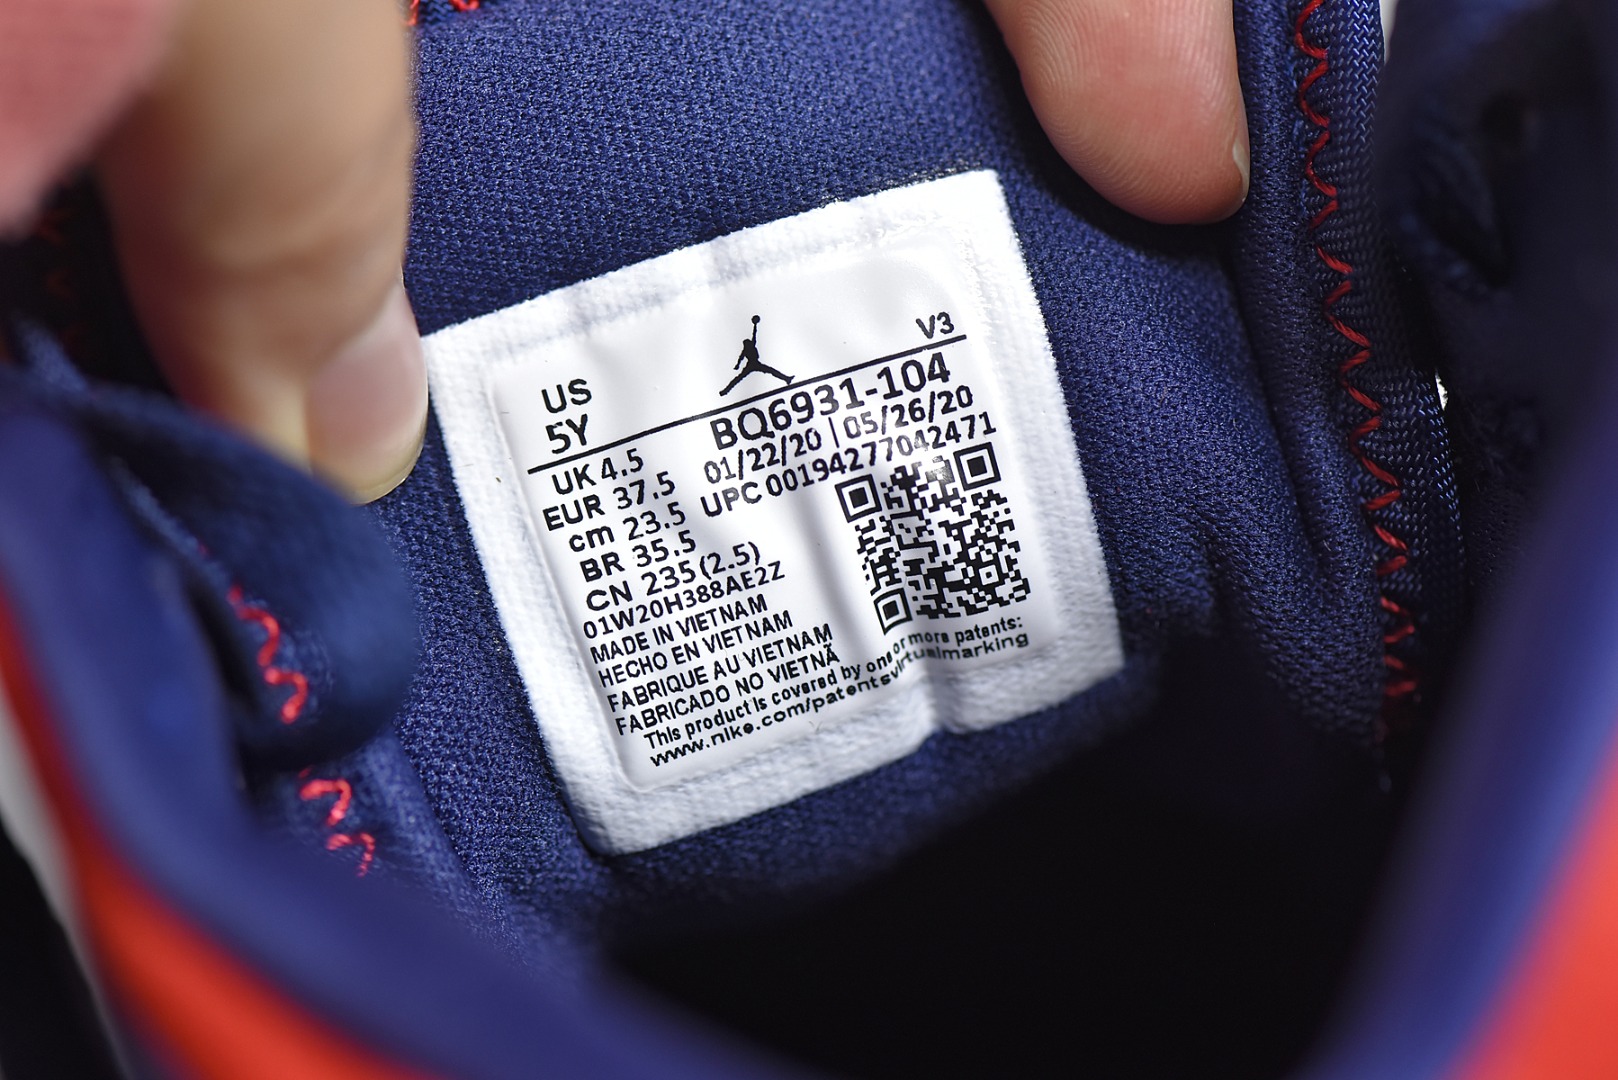 V3
US
5Y
BQ6931-104
01/22/20 | 05/26/20
UPC 00194277042471
UK 4.5
EUR 37.5
cm 23.5
BR 35.5
CN 235 (2.5)
01W20H388AE2Z
MADE IN VIETNAM
HECHO EN VIETNAM
FABRIQUE AU VIETNAM
FABRICADO NO VIETNÃ
This product is covered by one or more patents:
www.nike.com/patentsvirtualmarking